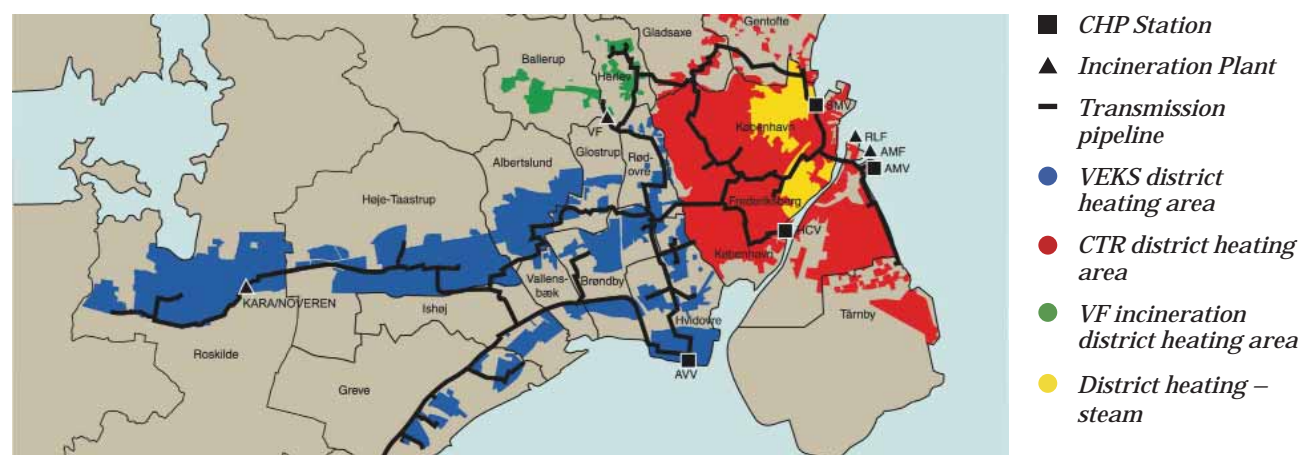 Gentofte
Gladsaxe
Ballerup
Herlev
SMV
København
VF
RLF
Glostrup
AMF
Albertslund
Rød-
ovre
AMV
Høje-Taastrup
Frederiksberg
HCV
København
Vallens-
bæk
Brøndby
KARA/NOVEREN
Ishøj
Tårnby
Hvidovre
Roskilde
AVV
Greve
CHP Station
Incineration Plant
Transmission
pipeline
VEKS district
heating area
CTR district heating
area
VF incineration
district heating area
District heating –
steam